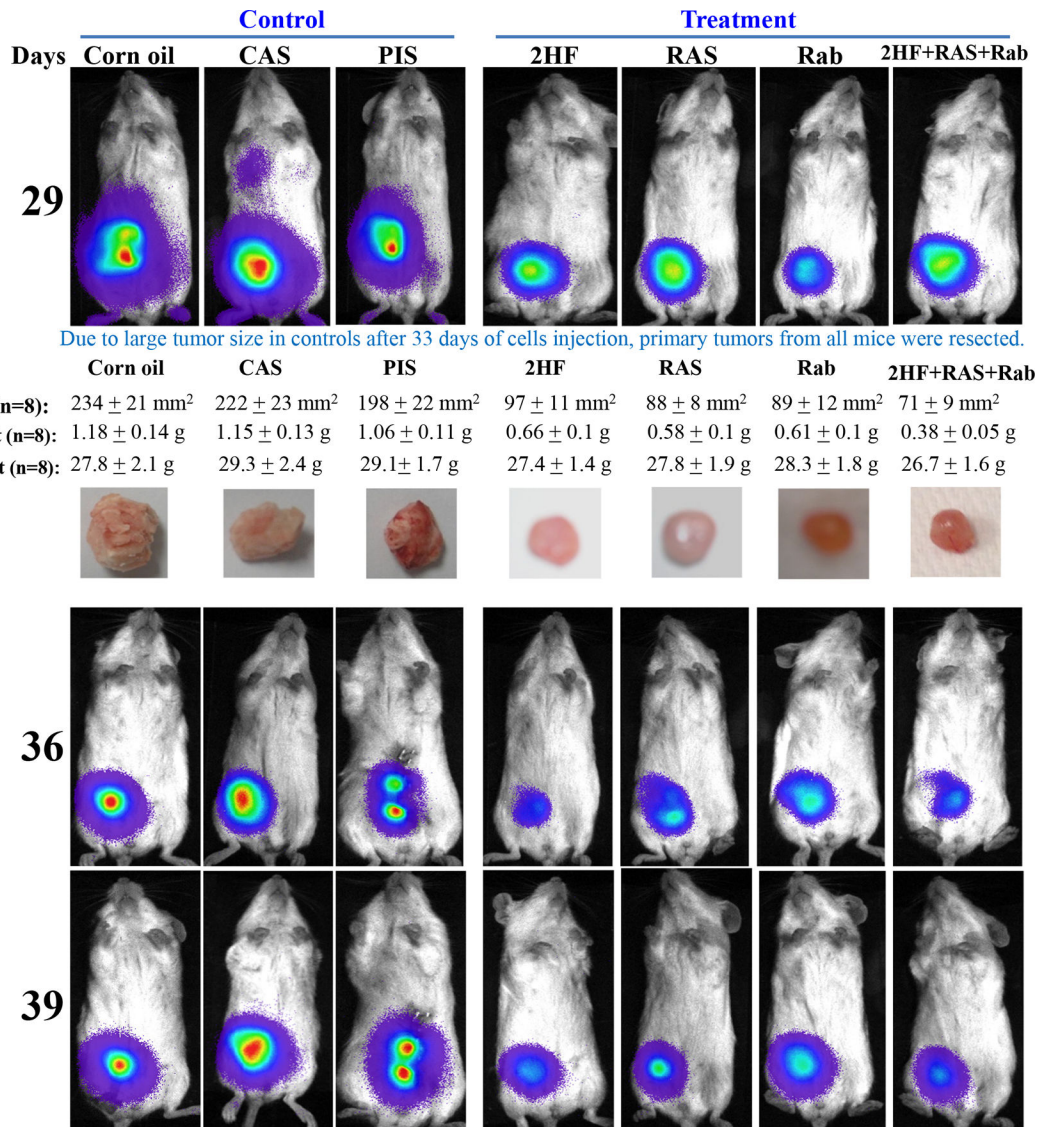 Control Treatment
Days Corn oil CAS PIS 2HF RAS Rab 2HF+RAS+Rab
29
Due to large tumor size in controls after 33 days of cells injection, primary tumors from all mice were resected.
Corn oil CAS PIS 2HF RAS Rab 2HF+RAS+Rab
(n=8): 234 ± 21 mm² 222 ± 23 mm² 198 ± 22 mm² 97 ± 11 mm² 88 ± 8 mm² 89 ± 12 mm² 71 ± 9 mm²
t (n=8): 1.18 ± 0.14 g 1.15 ± 0.13 g 1.06 ± 0.11 g 0.66 ± 0.1 g 0.58 ± 0.1 g 0.61 ± 0.1 g 0.38 ± 0.05 g
t (n=8): 27.8 ± 2.1 g 29.3 ± 2.4 g 29.1± 1.7 g 27.4 ± 1.4 g 27.8 ± 1.9 g 28.3 ± 1.8 g 26.7 ± 1.6 g
36
39